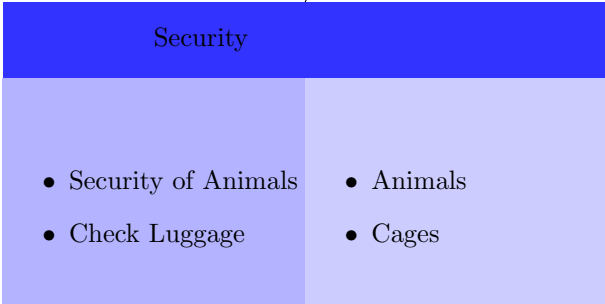 Security
• Security of Animals
• Check Luggage
• Animals
• Cages